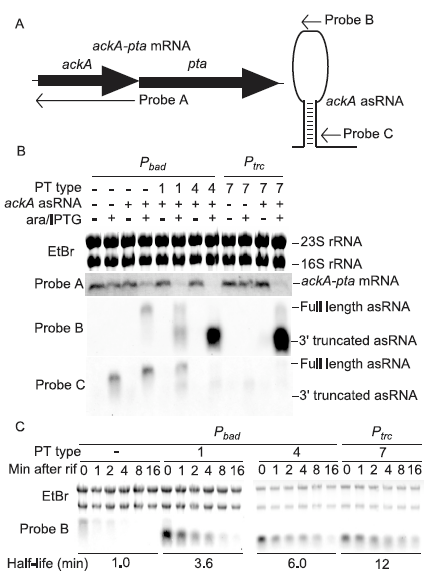 A
ackA-pta mRNA
Probe B
ackA
pta
Probe A
ackA asRNA
Probe C
B
Pbad Ptrc
PT type - - - - 1 1 4 4 7 7 7 7
ackA asRNA - - + + + + + + - - + +
ara/IPTG - + - + - + - + - + - +
EtBr
23S rRNA
16S rRNA
Probe A
ackA-pta mRNA
Probe B
Full length asRNA
3' truncated asRNA
Probe C
Full length asRNA
3' truncated asRNA
C
Pbad Ptrc
PT type - 1 4 7
Min after rif 0 1 2 4 8 16 0 1 2 4 8 16 0 1 2 4 8 16 0 1 2 4 8 16
EtBr
Probe B
Half-life (min) 1.0 3.6 6.0 12